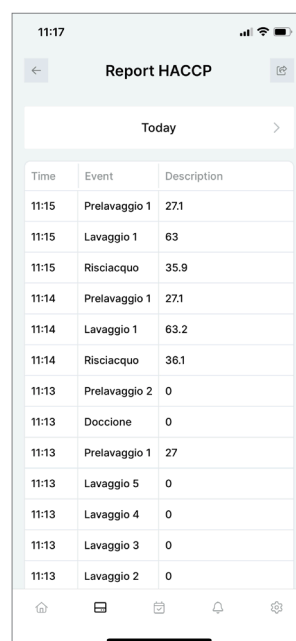 11:17
Report HACCP
Today
Time Event Description
11:15 Prelavaggio 1 27.1
11:15 Lavaggio 1 63
11:15 Risciacquo 35.9
11:14 Prelavaggio 1 27.1
11:14 Lavaggio 1 63.2
11:14 Risciacquo 36.1
11:13 Prelavaggio 2 0
11:13 Doccione 0
11:13 Prelavaggio 1 27
11:13 Lavaggio 5 0
11:13 Lavaggio 4 0
11:13 Lavaggio 3 0
11:13 Lavaggio 2 0